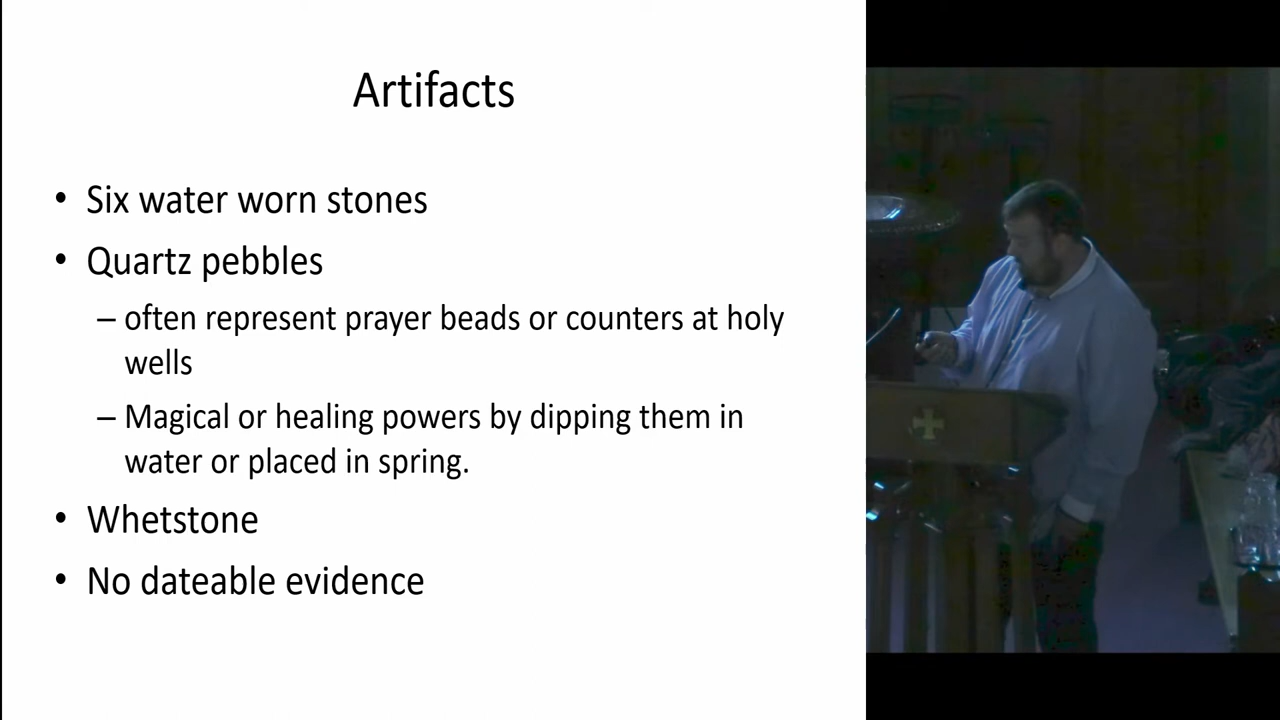 Artifacts
• Six water worn stones
• Quartz pebbles
– often represent prayer beads or counters at holy
wells
– Magical or healing powers by dipping them in
water or placed in spring.
• Whetstone
• No dateable evidence